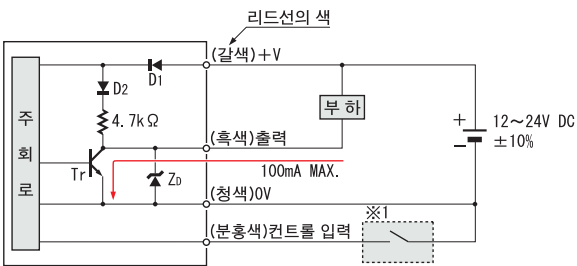 리드선의 색
(갈색)+V
D1
D2
4.7kΩ
주회로
부하
12~24V DC
±10%
+
−
(흑색)출력
100mA MAX.
Tr
ZD
(청색)0V
※1
(분홍색)컨트롤 입력